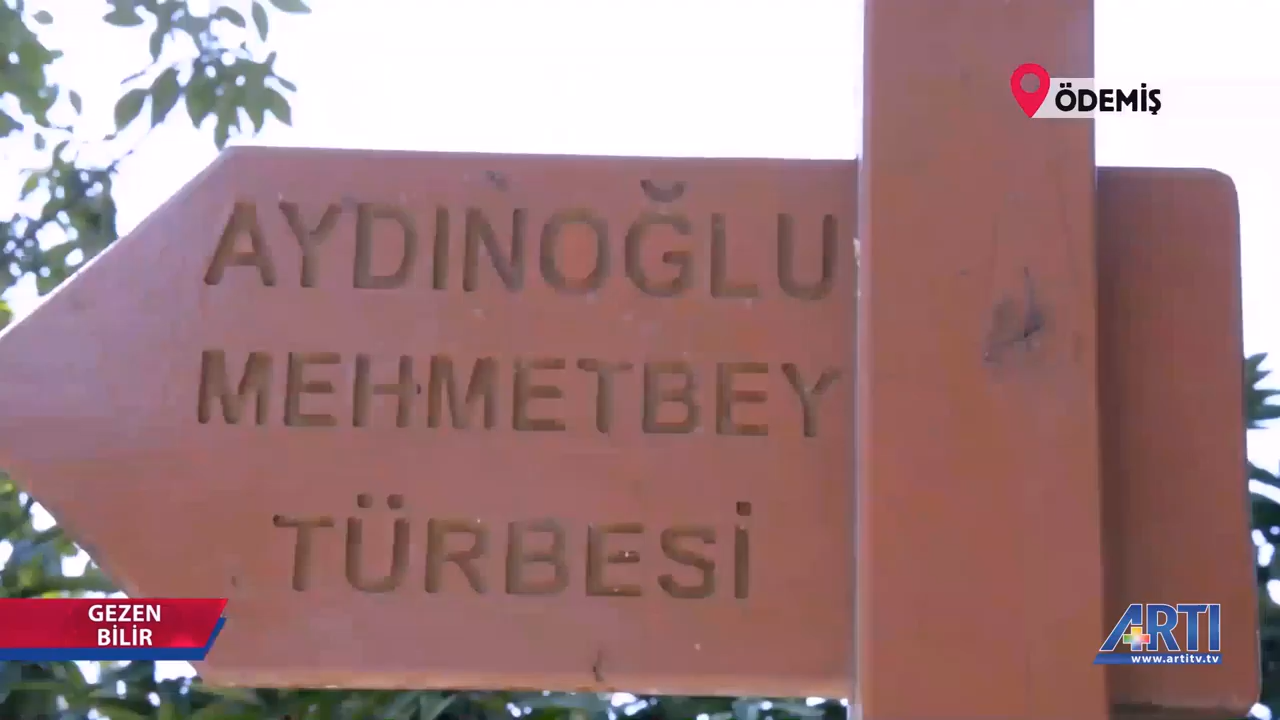 ÖDEMİŞ
AYDINOĞLU
MEHMETBEY
TÜRBESİ
GEZEN
BİLİR
ARTI
www.artitv.tv